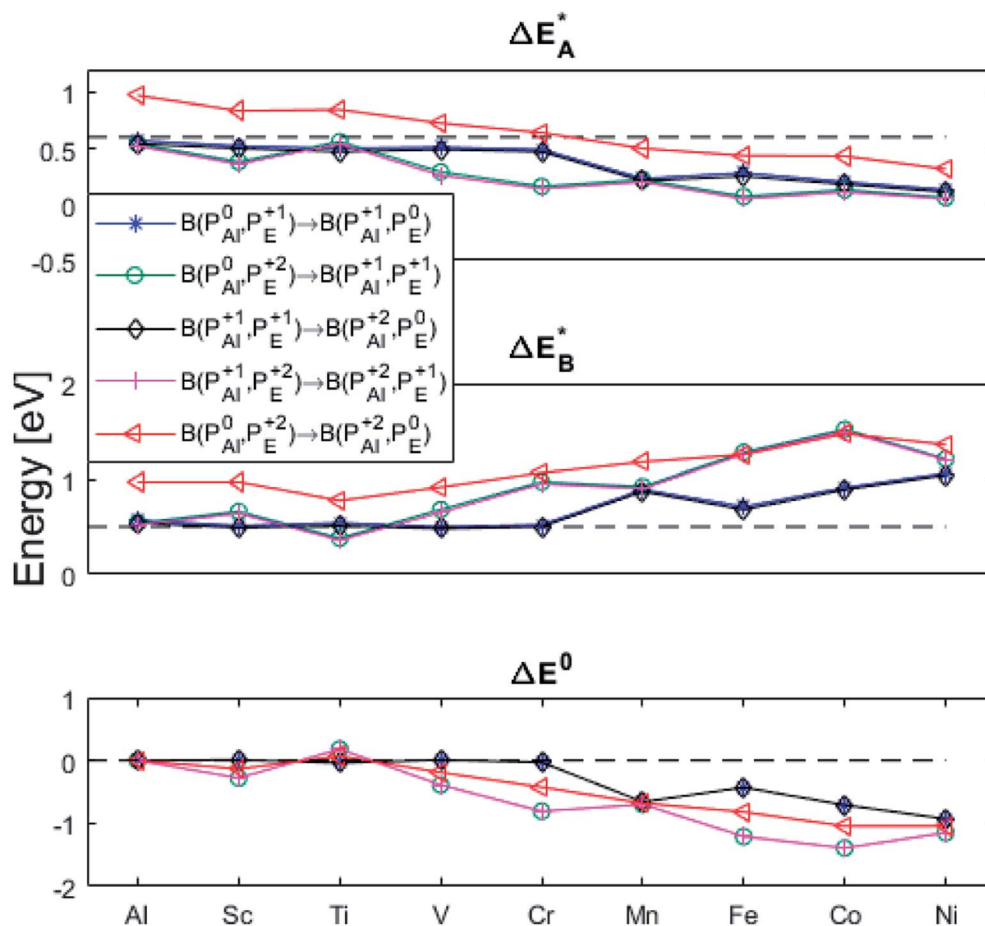 ΔE*A
1
0.5
0
-0.5
B(P0Al,P+1E)→B(P+1Al,P0E)
B(P0Al,P+2E)→B(P+1Al,P+1E)
B(P+1Al,P+1E)→B(P+2Al,P0E)
B(P+1Al,P+2E)→B(P+2Al,P+1E)
B(P0Al,P+2E)→B(P+2Al,P0E)
ΔE*B
2
1
0
Energy [eV]
ΔE0
1
0
-1
-2
Al Sc Ti V Cr Mn Fe Co Ni